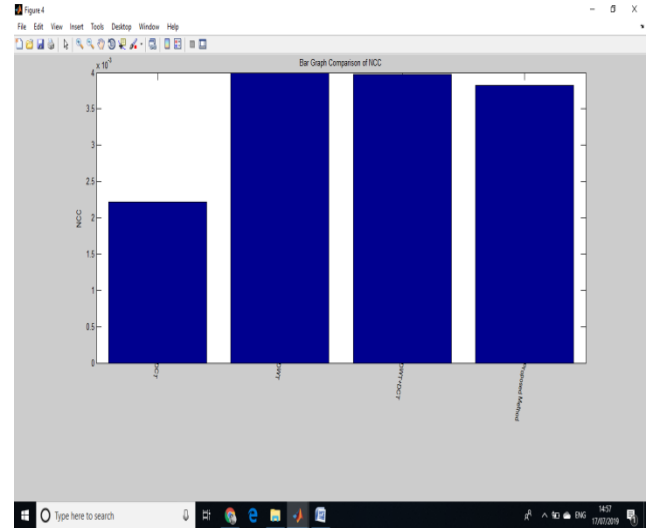 Figure 4
File Edit View Insert Tools Desktop Window Help
Bar Graph Comparison of NCC
x 10^-3
4
3.5
3
2.5
2
1.5
1
0.5
0
NCC
DCT
DWT
DWT+DCT
Proposed Method
Type here to search
ENG
14:57
17/07/2019